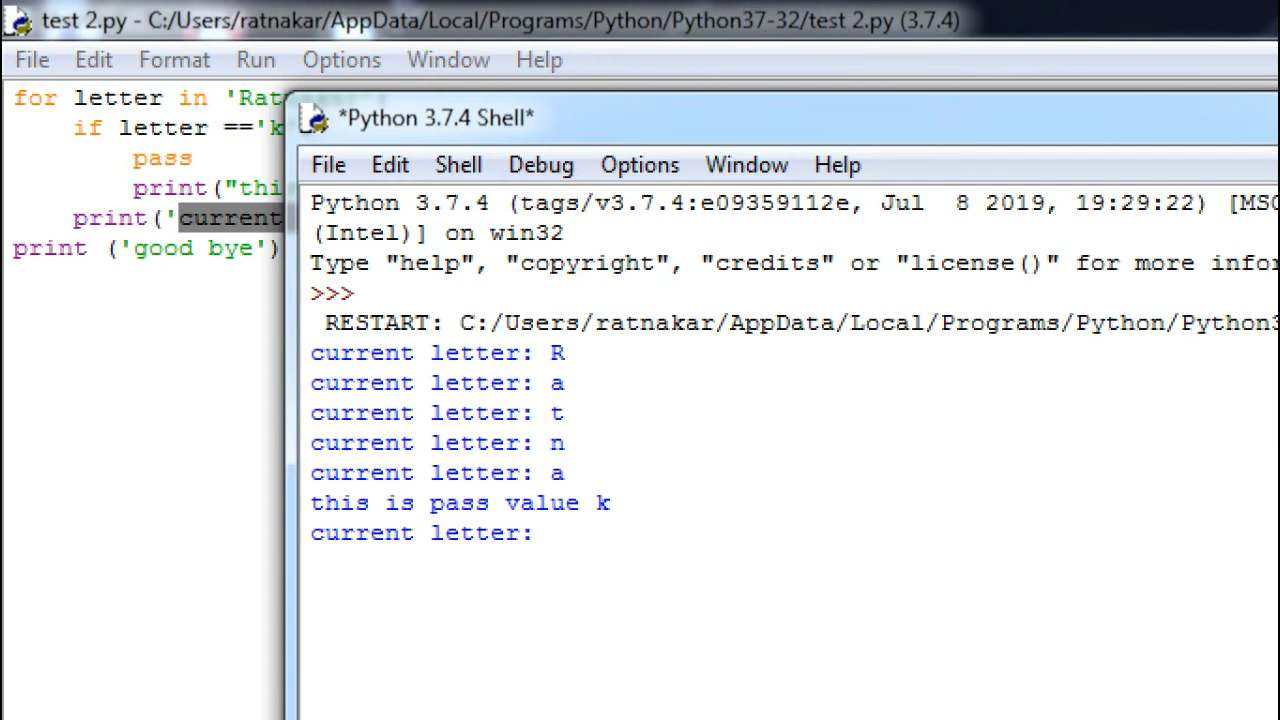 test 2.py - C:/Users/ratnakar/AppData/Local/Programs/Python/Python37-32/test 2.py (3.7.4)
File Edit Format Run Options Window Help
for letter in 'Rat
if letter =='k
pass
print("thi
print('current
print ('good bye')
*Python 3.7.4 Shell*
File Edit Shell Debug Options Window Help
Python 3.7.4 (tags/v3.7.4:e09359112e, Jul  8 2019, 19:29:22) [MSC
(Intel)] on win32
Type "help", "copyright", "credits" or "license()" for more infor
>>>
RESTART: C:/Users/ratnakar/AppData/Local/Programs/Python/Python3
current letter: R
current letter: a
current letter: t
current letter: n
current letter: a
this is pass value k
current letter: